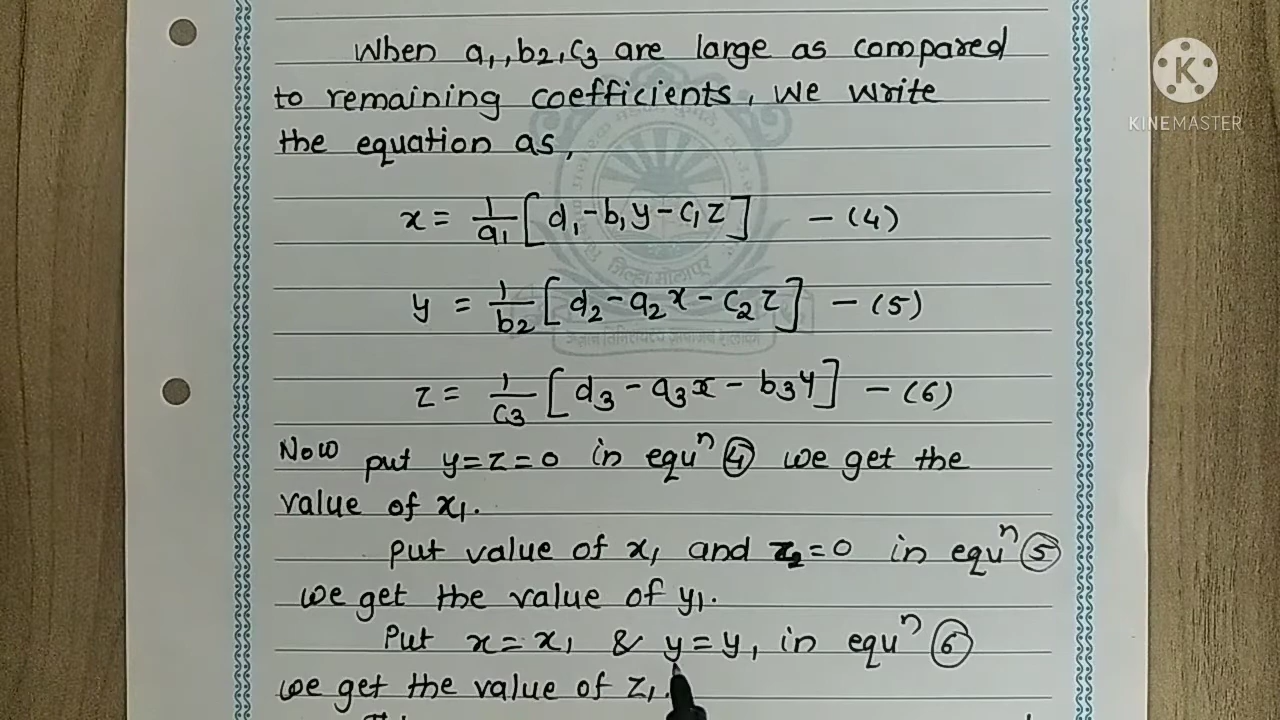 When a₁, b₂, c₃ are large as compared
to remaining coefficients, we write
the equation as,
x = 1/a₁ [d₁ - b₁y - c₁z] - (4)
y = 1/b₂ [d₂ - a₂x - c₂z] - (5)
z = 1/c₃ [d₃ - a₃x - b₃y] - (6)
Now put y=z=0 in equⁿ ④ we get the
value of x₁.
put value of x₁ and z₂=0 in equⁿ ⑤
we get the value of y₁.
Put x=x₁ & y=y₁ in equⁿ ⑥
we get the value of z₁.
K
KINEMASTER